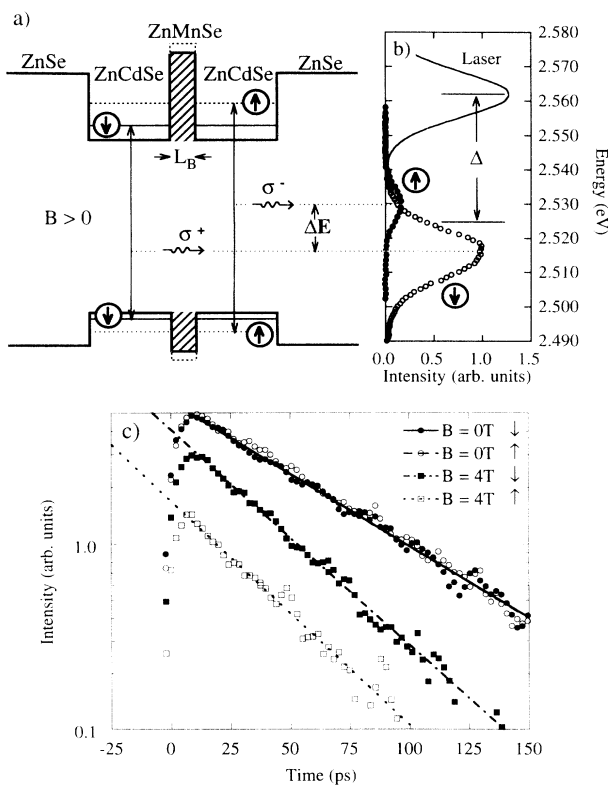 a)
ZnMnSe
ZnSe
ZnCdSe
ZnCdSe
ZnSe
↑
↓
L_B
B > 0
σ⁻
σ⁺
ΔE
↓
↑
b)
Laser
Δ
↑
↓
2.580
2.570
2.560
2.550
2.540
2.530
2.520
2.510
2.500
2.490
Energy (eV)
0.0 0.5 1.0 1.5
Intensity (arb. units)
c)
B = 0T ↓
B = 0T ↑
B = 4T ↓
B = 4T ↑
Intensity (arb. units)
1.0
0.1
-25 0 25 50 75 100 125 150
Time (ps)